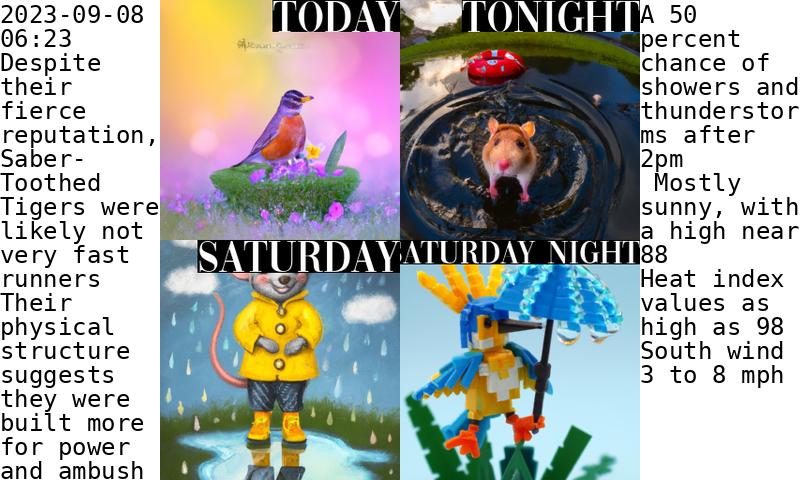 2023-09-08
06:23
Despite
their
fierce
reputation,
Saber-
Toothed
Tigers were
likely not
very fast
runners
Their
physical
structure
suggests
they were
built more
for power
and ambush
TODAY
TONIGHT
SATURDAY
ATURDAY NIGHT
A 50
percent
chance of
showers and
thunderstor
ms after
2pm
Mostly
sunny, with
a high near
88
Heat index
values as
high as 98
South wind
3 to 8 mph